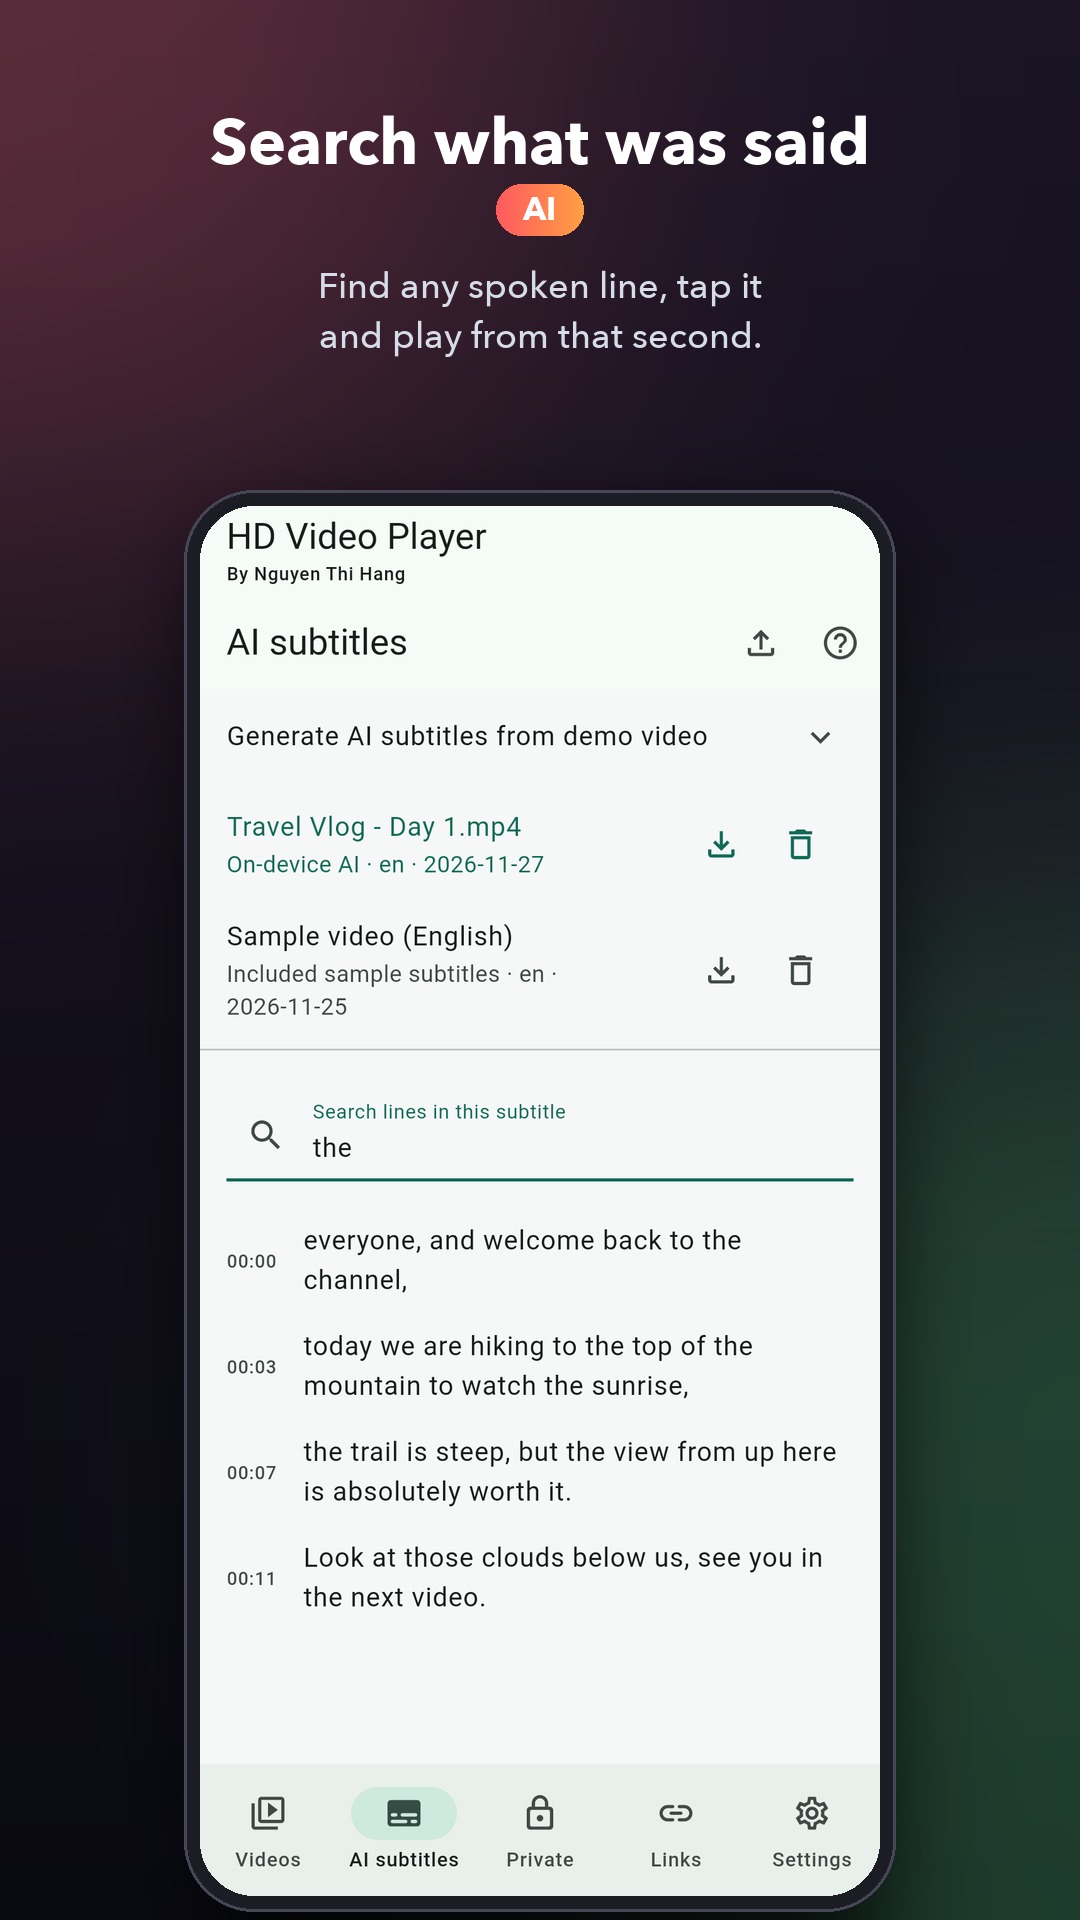 Search what was said
AI
Find any spoken line, tap it
and play from that second.
HD Video Player
By Nguyen Thi Hang
AI subtitles
Generate AI subtitles from demo video
Travel Vlog - Day 1.mp4
On-device AI · en · 2026-11-27
Sample video (English)
Included sample subtitles · en ·
2026-11-25
Search lines in this subtitle
the
00:00
everyone, and welcome back to the
channel,
00:03
today we are hiking to the top of the
mountain to watch the sunrise,
00:07
the trail is steep, but the view from up here
is absolutely worth it.
00:11
Look at those clouds below us, see you in
the next video.
Videos
AI subtitles
Private
Links
Settings